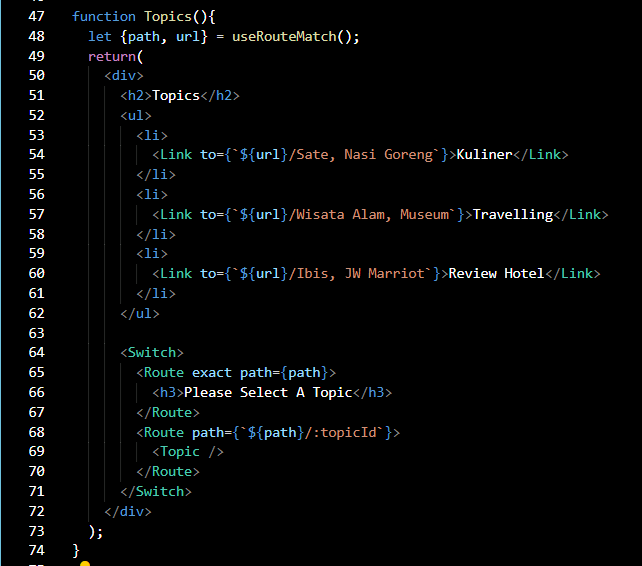 47 function Topics(){
48 let {path, url} = useRouteMatch();
49 return(
50 <div>
51 <h2>Topics</h2>
52 <ul>
53 <li>
54 <Link to={`${url}/Sate, Nasi Goreng`}>Kuliner</Link>
55 </li>
56 <li>
57 <Link to={`${url}/Wisata Alam, Museum`}>Travelling</Link>
58 </li>
59 <li>
60 <Link to={`${url}/Ibis, JW Marriot`}>Review Hotel</Link>
61 </li>
62 </ul>
63
64 <Switch>
65 <Route exact path={path}>
66 <h3>Please Select A Topic</h3>
67 </Route>
68 <Route path={`${path}/:topicId`}>
69 <Topic />
70 </Route>
71 </Switch>
72 </div>
73 );
74 }